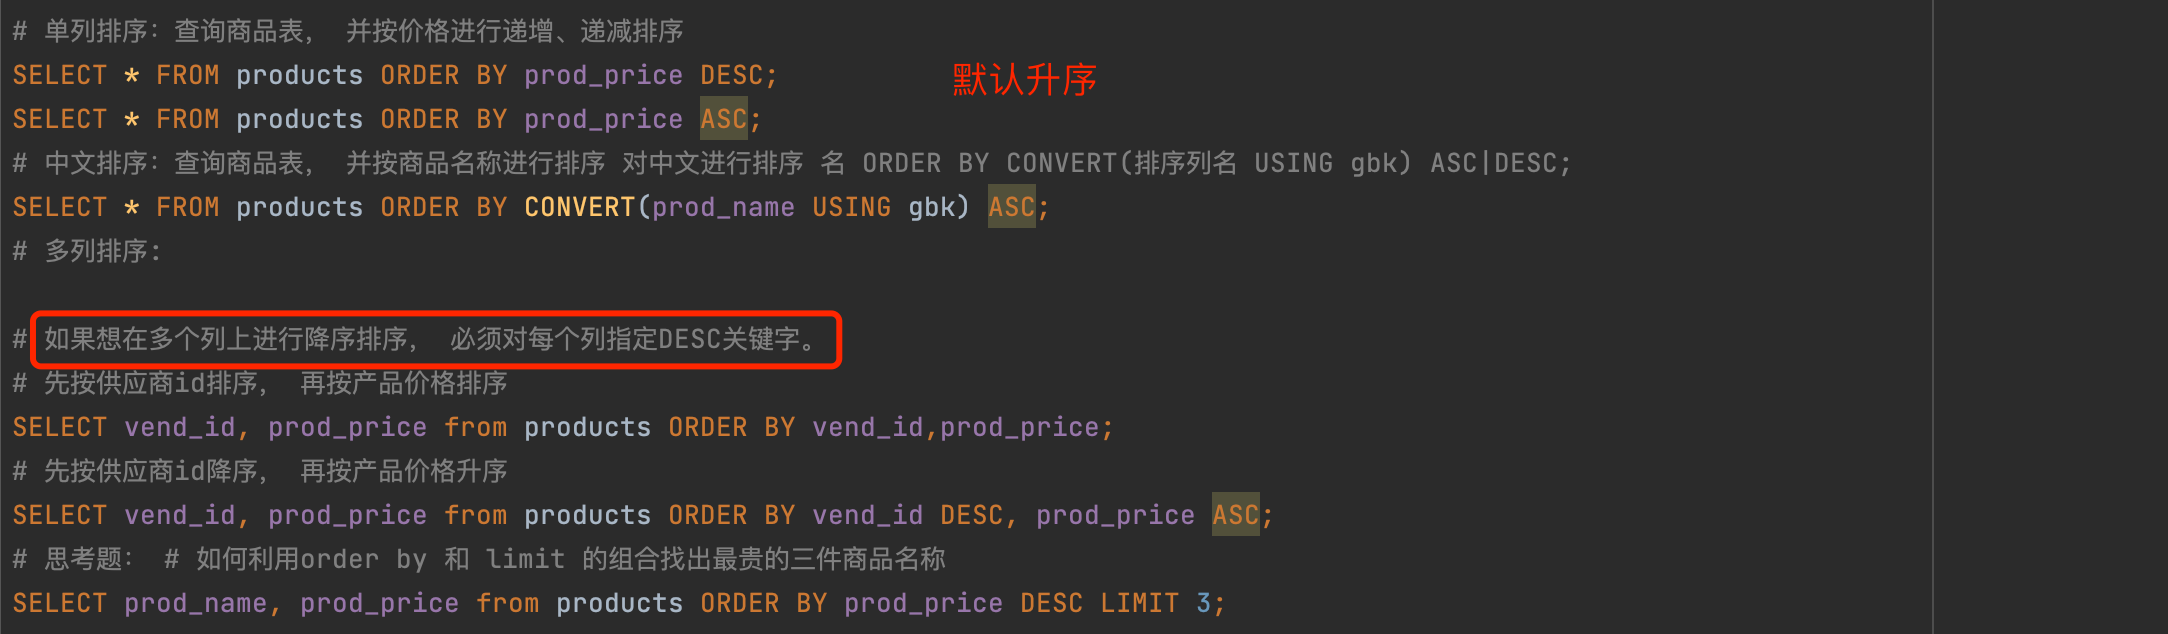 # 单列排序：查询商品表， 并按价格进行递增、递减排序
SELECT * FROM products ORDER BY prod_price DESC;
默认升序
SELECT * FROM products ORDER BY prod_price ASC;
# 中文排序：查询商品表， 并按商品名称进行排序 对中文进行排序 名 ORDER BY CONVERT(排序列名 USING gbk) ASC|DESC;
SELECT * FROM products ORDER BY CONVERT(prod_name USING gbk) ASC;
# 多列排序：
# 如果想在多个列上进行降序排序， 必须对每个列指定DESC关键字。
# 先按供应商id排序， 再按产品价格排序
SELECT vend_id, prod_price from products ORDER BY vend_id,prod_price;
# 先按供应商id降序， 再按产品价格升序
SELECT vend_id, prod_price from products ORDER BY vend_id DESC, prod_price ASC;
# 思考题： # 如何利用order by 和 limit 的组合找出最贵的三件商品名称
SELECT prod_name, prod_price from products ORDER BY prod_price DESC LIMIT 3;